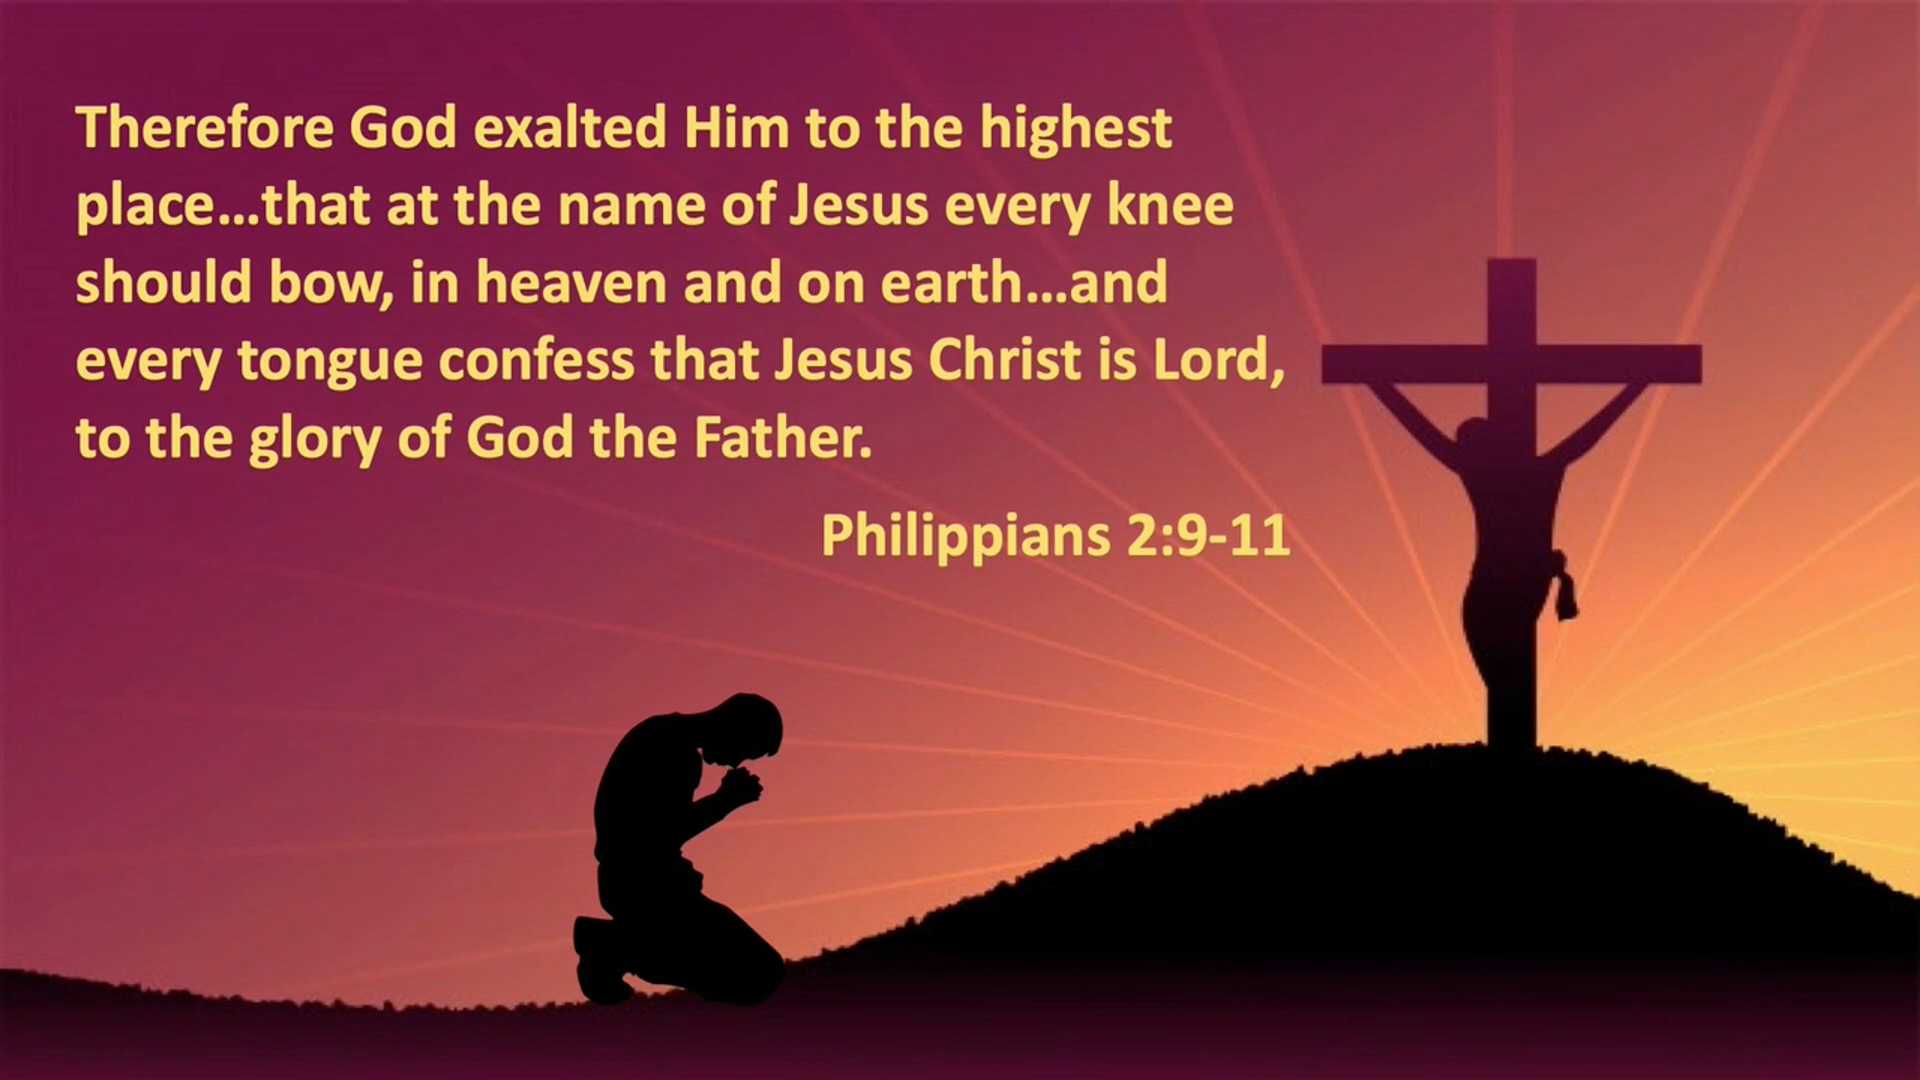 Therefore God exalted Him to the highest
place...that at the name of Jesus every knee
should bow, in heaven and on earth...and
every tongue confess that Jesus Christ is Lord,
to the glory of God the Father.
Philippians 2:9-11